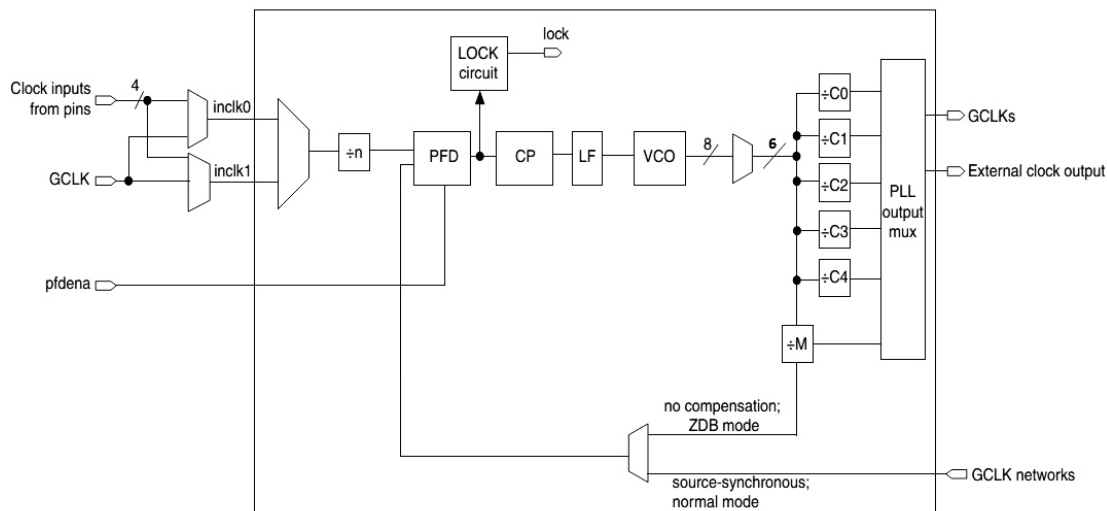 lock
LOCK
circuit
4
Clock inputs
from pins
inclk0
÷n
PFD
CP
LF
VCO
8
6
÷C0
÷C1
÷C2
÷C3
÷C4
÷M
PLL
output
mux
GCLKs
External clock output
GCLK
inclk1
pfdena
no compensation;
ZDB mode
source-synchronous;
normal mode
GCLK networks